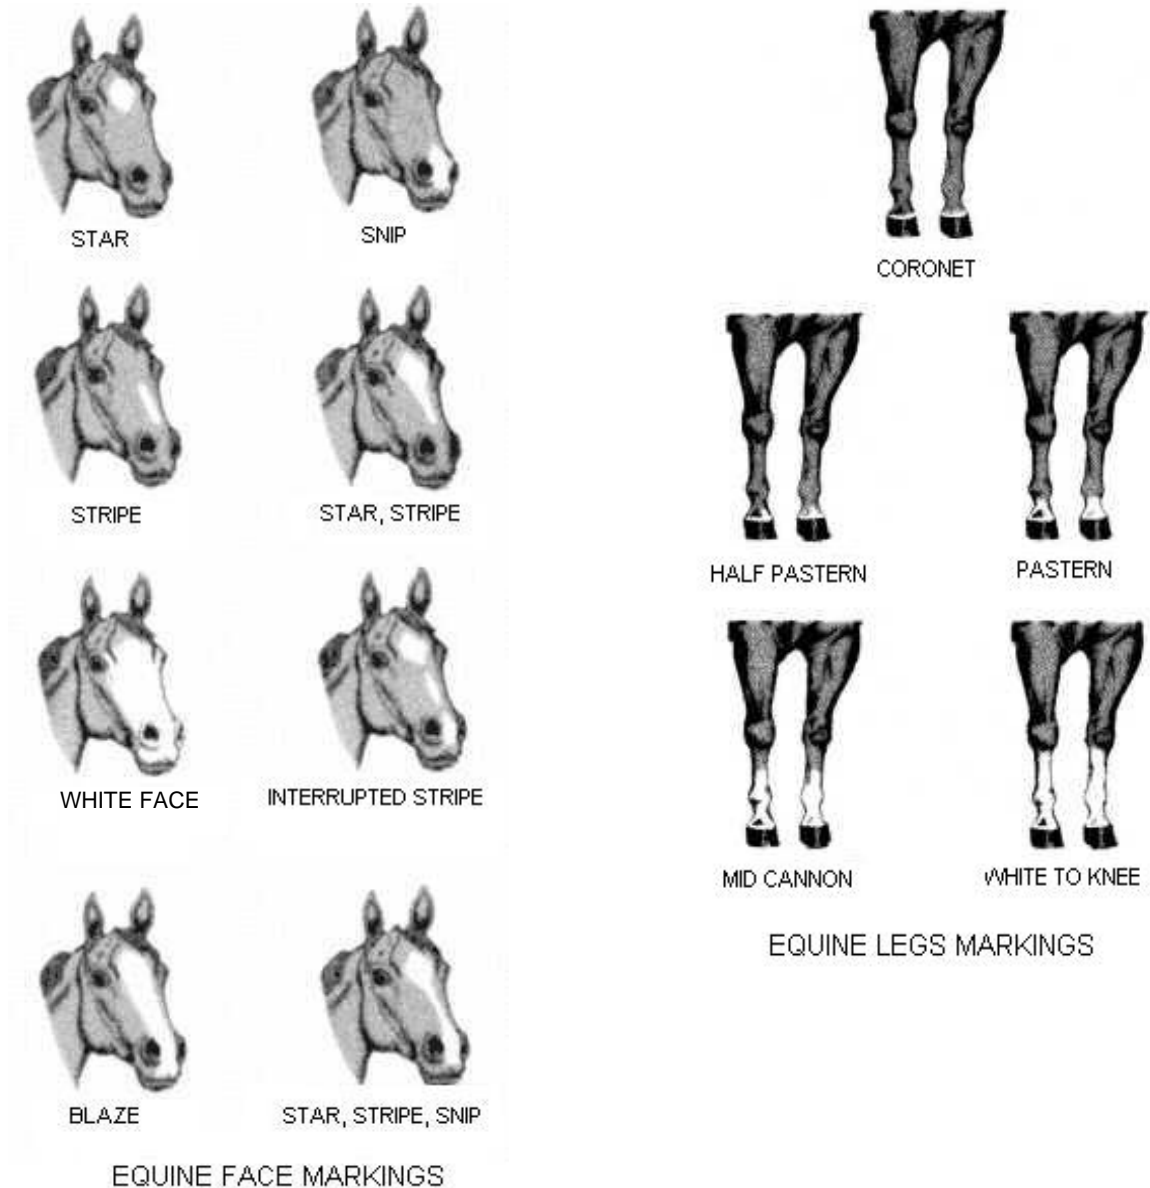 STAR
SNIP
STRIPE
STAR, STRIPE
WHITE FACE
INTERRUPTED STRIPE
BLAZE
STAR, STRIPE, SNIP
EQUINE FACE MARKINGS
CORONET
HALF PASTERN
PASTERN
MID CANNON
WHITE TO KNEE
EQUINE LEGS MARKINGS